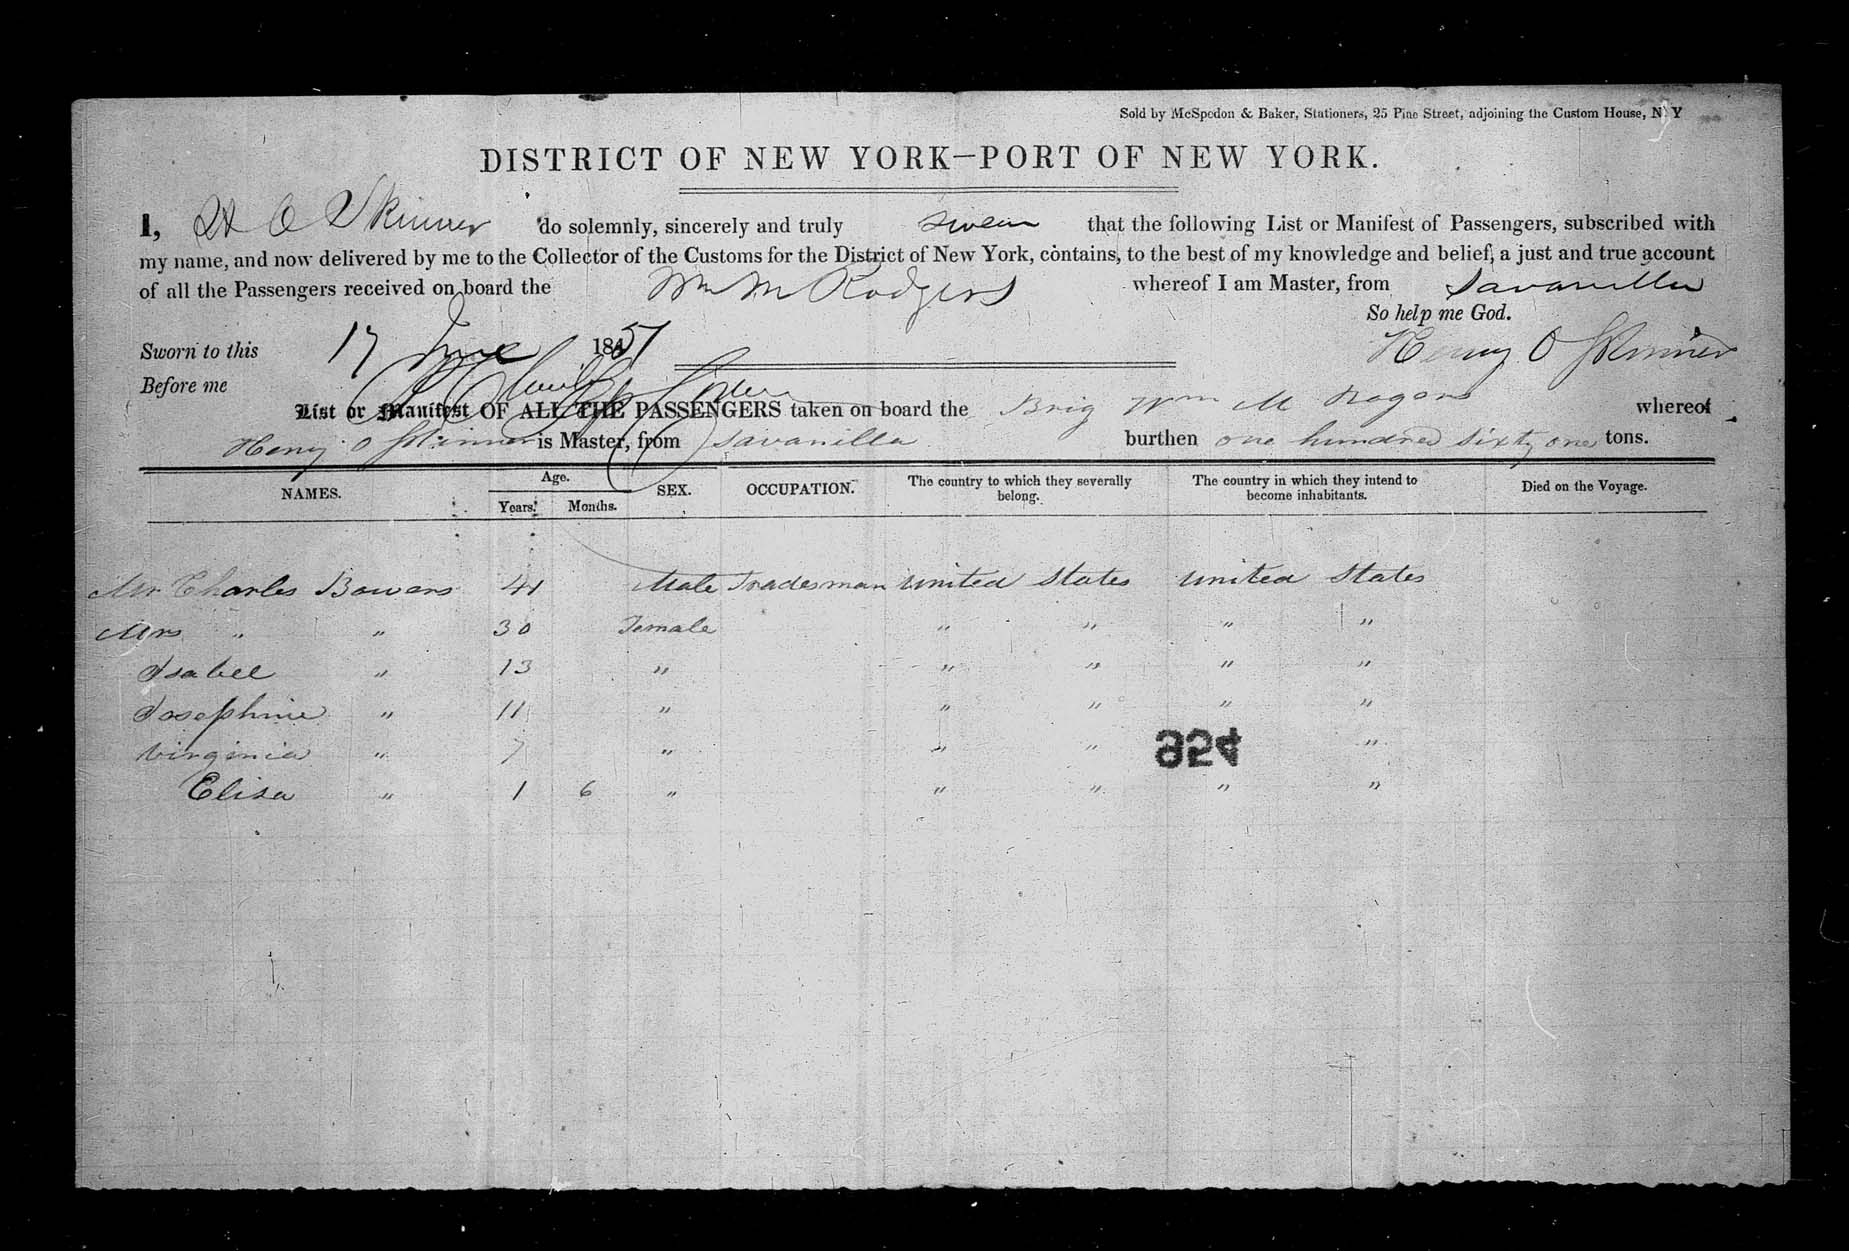 Sold by McSpedon & Baker, Stationers, 25 Pine Street, adjoining the Custom House, N Y
DISTRICT OF NEW YORK—PORT OF NEW YORK.
I, H O Skinner do solemnly, sincerely and truly swear that the following List or Manifest of Passengers, subscribed with
my name, and now delivered by me to the Collector of the Customs for the District of New York, contains, to the best of my knowledge and belief, a just and true account
of all the Passengers received on board the Wm M Rodgers whereof I am Master, from Savanilla
So help me God.
Sworn to this 17 June 1851
Henry O Skinner
Before me
List or Manifest OF ALL THE PASSENGERS taken on board the Brig Wm M Rogers whereof
Henry O Skinner is Master, from Savanilla burthen one hundred sixty one tons.
NAMES. Age. Years. Months. SEX. OCCUPATION. The country to which they severally belong. The country in which they intend to become inhabitants. Died on the Voyage.
Mr Charles Bowers 41 Male Tradesman United States United States
Mrs " " 30 Female " " " "
Isabel " 13 " " " " "
Josephine " 11 " " " " "
Virginia " 7 " " " "
Elisa " 1 6 " " " " "